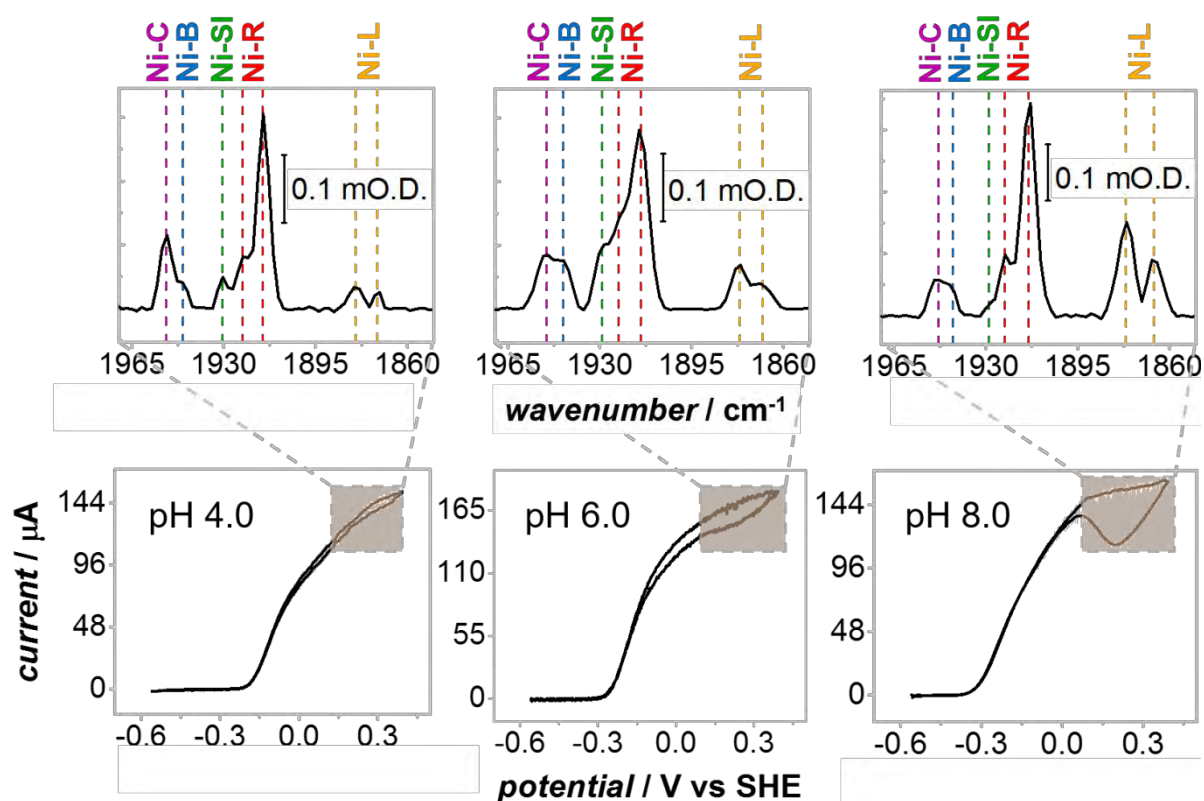 Ni-C Ni-B Ni-SI Ni-R Ni-L
Ni-C Ni-B Ni-SI Ni-R Ni-L
Ni-C Ni-B Ni-SI Ni-R Ni-L
0.1 mO.D.
0.1 mO.D.
0.1 mO.D.
1965 1930 1895 1860
1965 1930 1895 1860
1965 1930 1895 1860
wavenumber / cm⁻¹
current / µA
pH 4.0
144
96
48
0
-0.6 -0.3 0.0 0.3
pH 6.0
165
110
55
0
-0.6 -0.3 0.0 0.3
pH 8.0
144
96
48
0
-0.6 -0.3 0.0 0.3
potential / V vs SHE